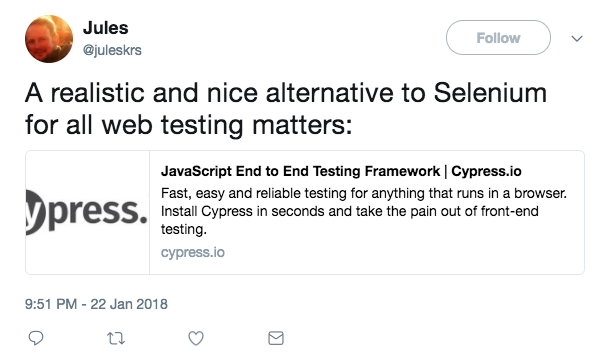 Jules
@juleskrs
Follow
A realistic and nice alternative to Selenium
for all web testing matters:
ypress.
JavaScript End to End Testing Framework | Cypress.io
Fast, easy and reliable testing for anything that runs in a browser.
Install Cypress in seconds and take the pain out of front-end
testing.
cypress.io
9:51 PM - 22 Jan 2018